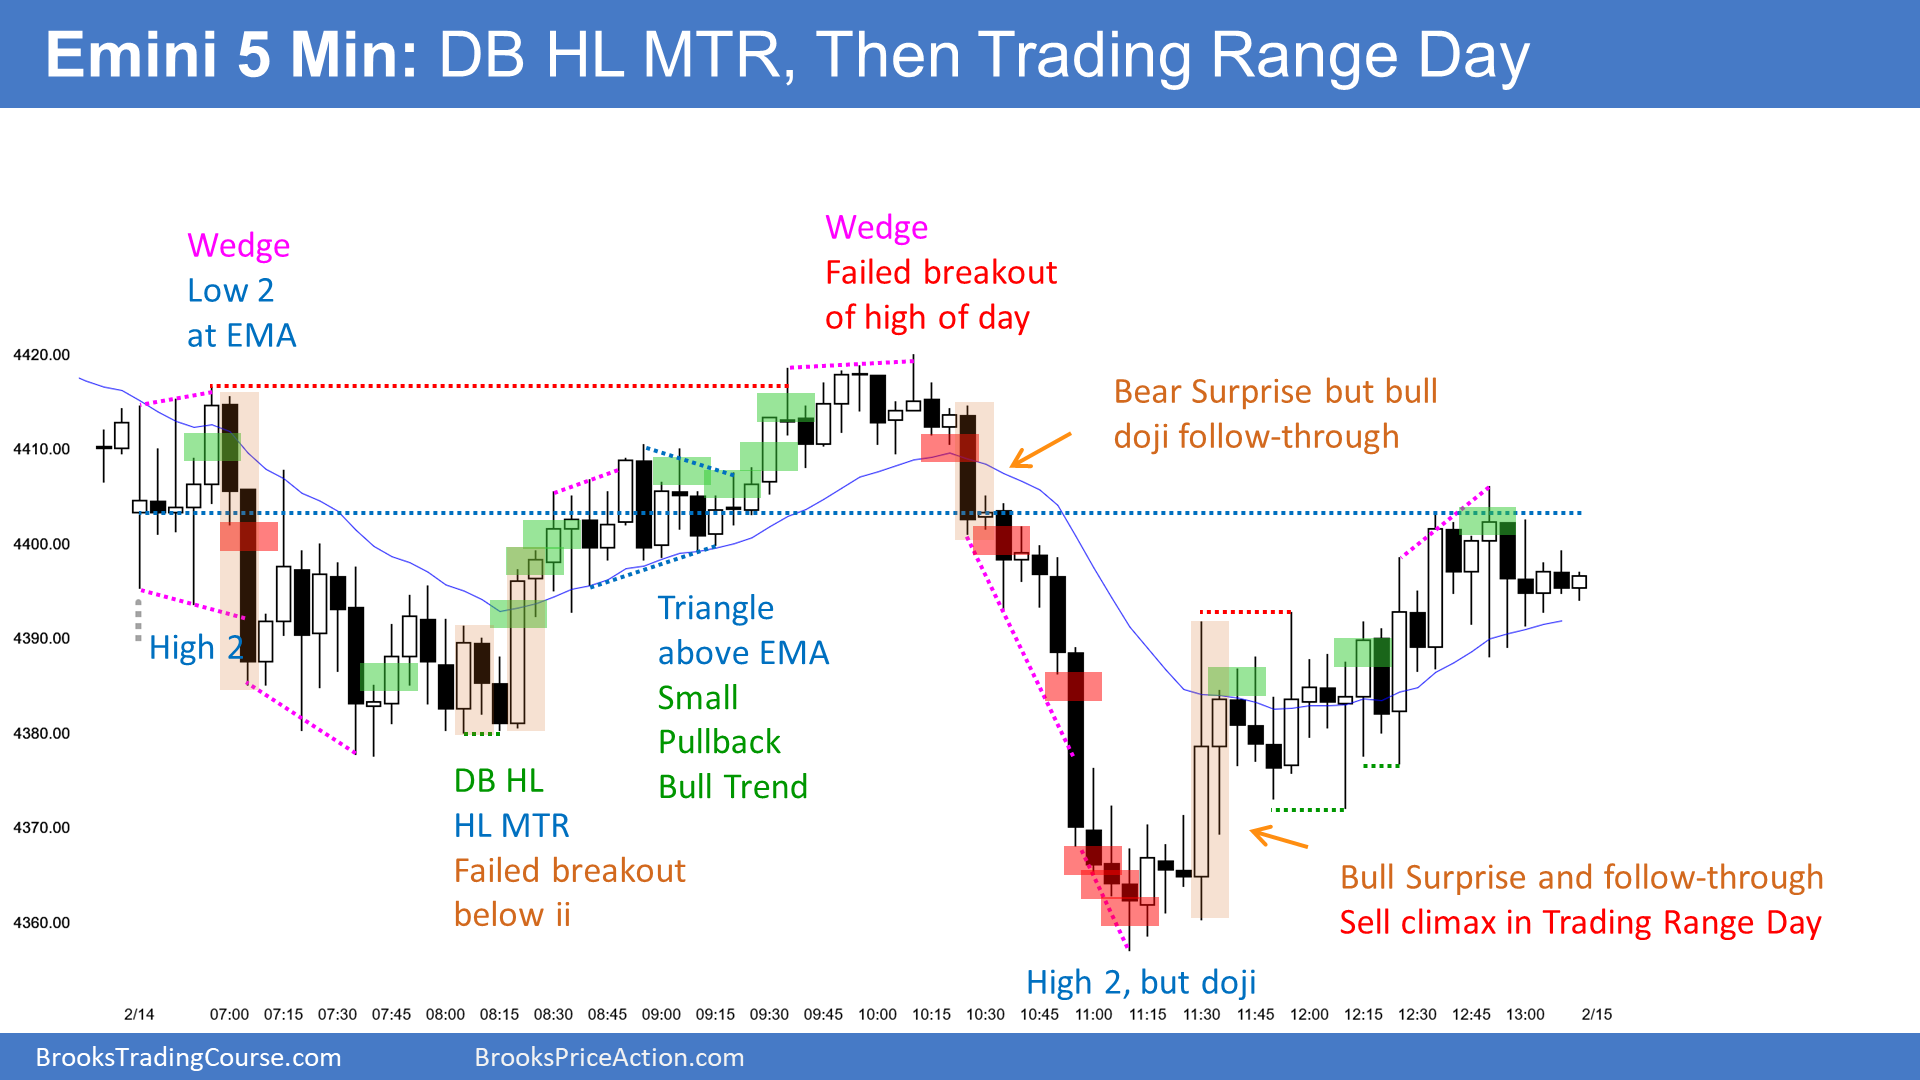 Emini 5 Min: DB HL MTR, Then Trading Range Day
Wedge
Low 2
at EMA
Wedge
Failed breakout
of high of day
Bear Surprise but bull
doji follow-through
4420.00
4410.00
4400.00
4390.00
4380.00
4370.00
4360.00
High 2
Triangle
above EMA
Small
Pullback
Bull Trend
DB HL
HL MTR
Failed breakout
below ii
Bull Surprise and follow-through
Sell climax in Trading Range Day
High 2, but doji
2/14 07:00 07:15 07:30 07:45 08:00 08:15 08:30 08:45 09:00 09:15 09:30 09:45 10:00 10:15 10:30 10:45 11:00 11:15 11:30 11:45 12:00 12:15 12:30 12:45 13:00 2/15
BrooksTradingCourse.com BrooksPriceAction.com